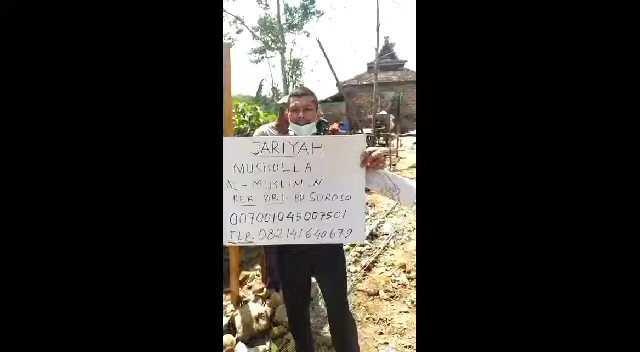 JARIYAH
MUSHOLLA
AL-MUSLIMIN
REK BRI. BU SUROSO
007001045007501
TLP. 082141640679